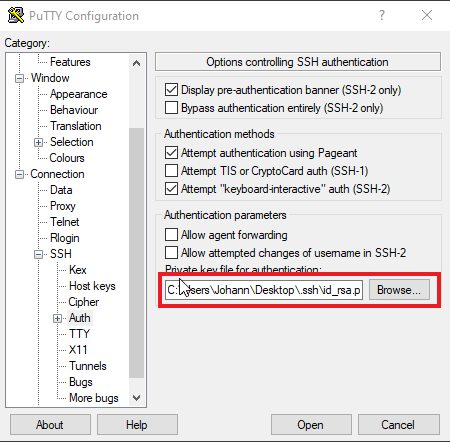 PuTTY Configuration
?
Category:
Features
Window
Appearance
Behaviour
Translation
Selection
Colours
Connection
Data
Proxy
Telnet
Rlogin
SSH
Kex
Host keys
Cipher
Auth
TTY
X11
Tunnels
Bugs
More bugs
Options controlling SSH authentication
Display pre-authentication banner (SSH-2 only)
Bypass authentication entirely (SSH-2 only)
Authentication methods
Attempt authentication using Pageant
Attempt TIS or CryptoCard auth (SSH-1)
Attempt "keyboard-interactive" auth (SSH-2)
Authentication parameters
Allow agent forwarding
Allow attempted changes of username in SSH-2
Private key file for authentication:
C:\Users\Johann\Desktop\.ssh\id_rsa.p
Browse...
About
Help
Open
Cancel